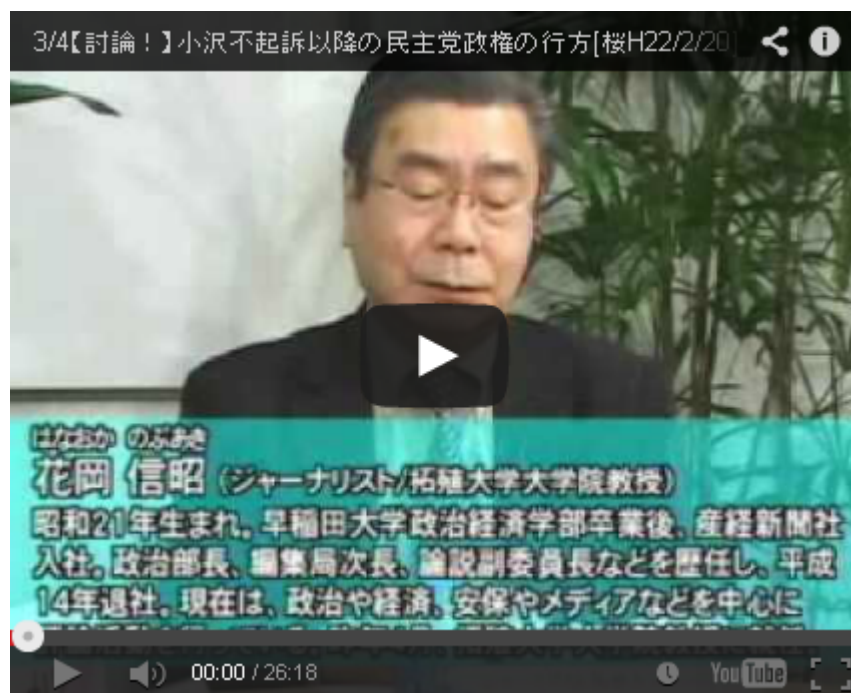 3/4【討論！】小沢不起訴以降の民主党政権の行方[桜H22/2/20]
はなおか のぶあき
花岡 信昭（ジャーナリスト/拓殖大学大学院教授）
昭和21年生まれ。早稲田大学政治経済学部卒業後、産経新聞社
入社。政治部長、編集局次長、論説副委員長などを歴任し、平成
14年退社。現在は、政治や経済、安保やメディアなどを中心に
00:00 / 26:18
YouTube